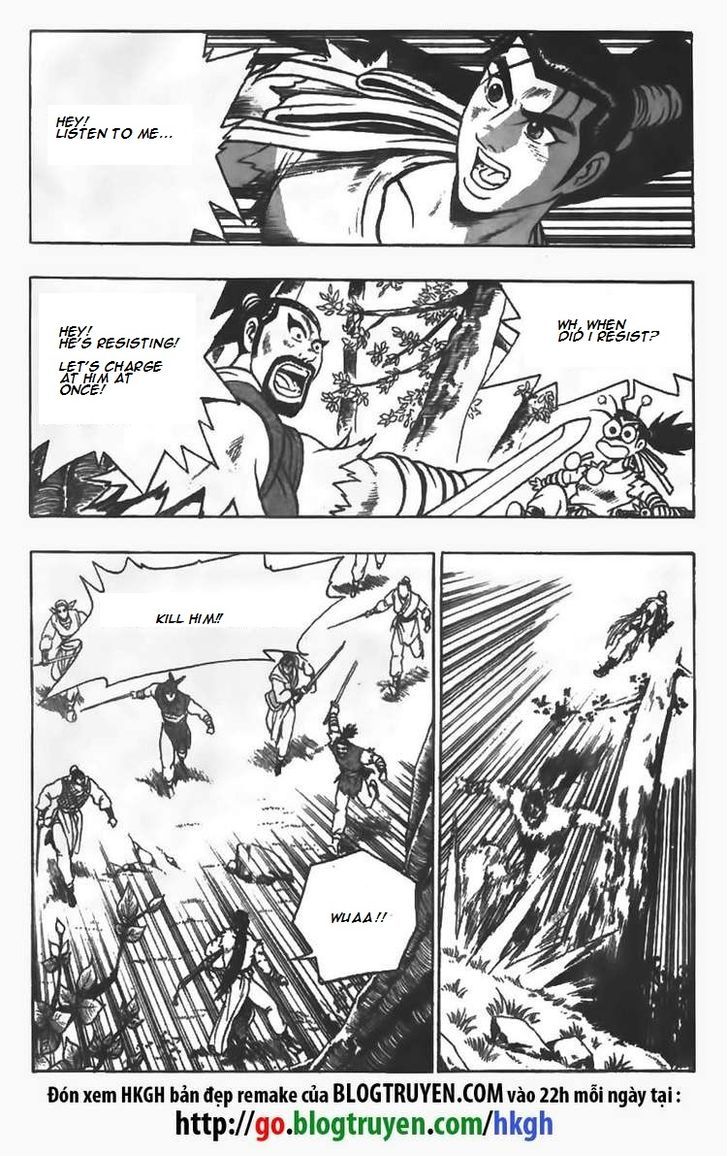 HEY!
LISTEN TO ME...
HEY!
HE'S RESISTING!
LET'S CHARGE
AT HIM AT
ONCE!
WH, WHEN
DID I RESIST?
KILL HIM!!
WUAA!!
Đón xem HKGH bản đẹp remake của BLOGTRUYEN.COM vào 22h mỗi ngày tại :
http://go.blogtruyen.com/hkgh